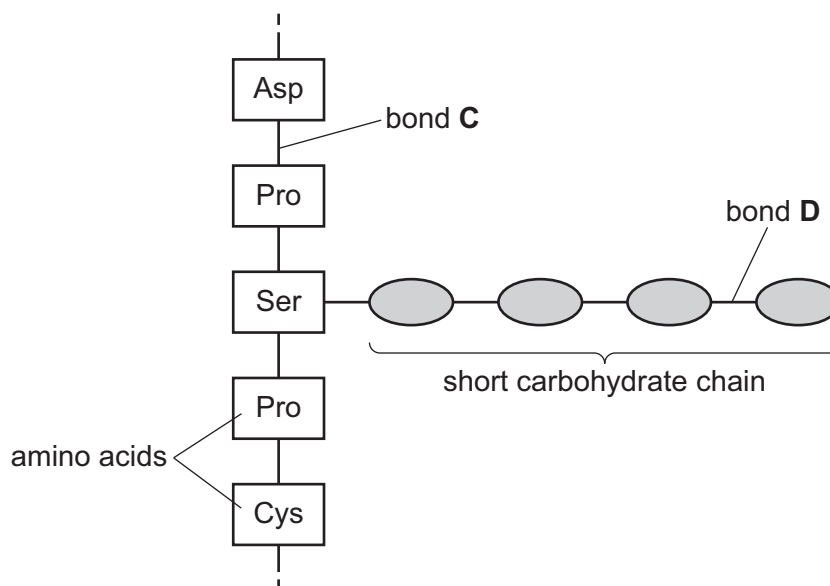 Asp
bond C
Pro
bond D
Ser
short carbohydrate chain
Pro
amino acids
Cys